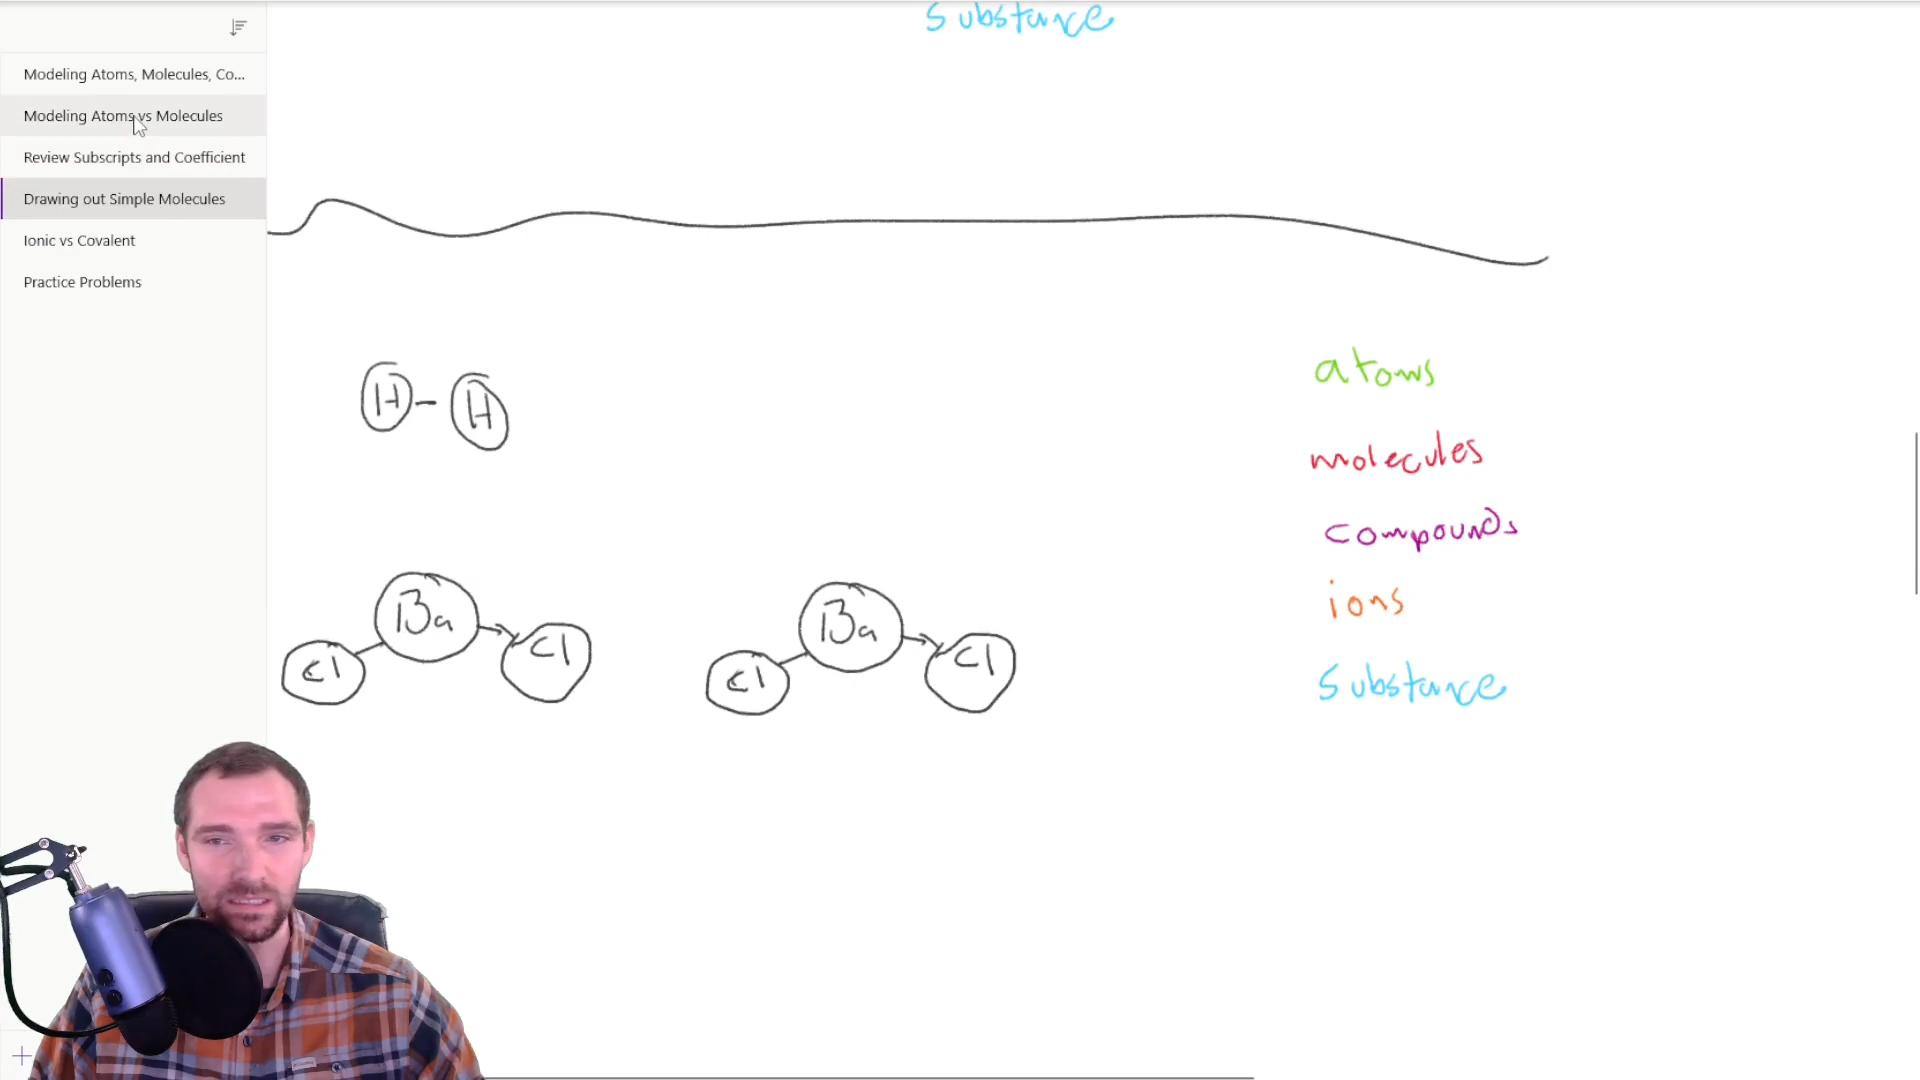 substance
Modeling Atoms, Molecules, Co...
Modeling Atoms vs Molecules
Review Subscripts and Coefficient
Drawing out Simple Molecules
Ionic vs Covalent
Practice Problems
H - H
atoms
molecules
compounds
ions
substance
Ba
Cl
Cl
Ba
Cl
Cl